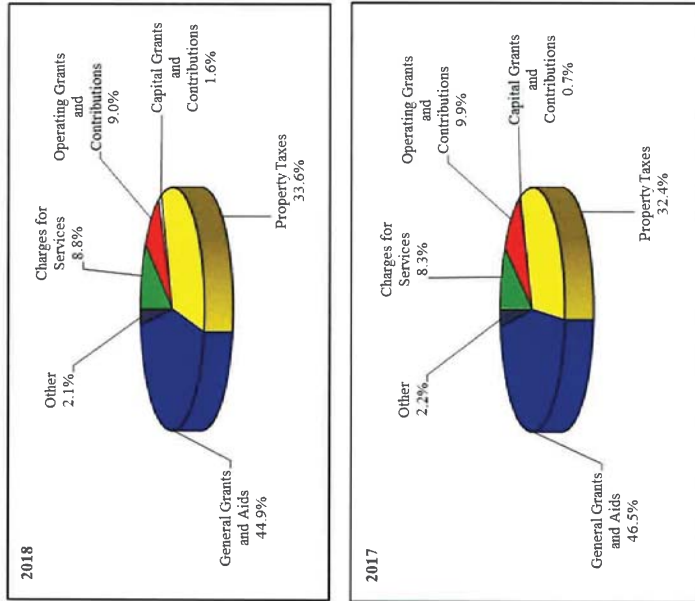 2018
Other
2.1%
Charges for
Services
8.8%
Operating Grants
and
Contributions
9.0%
Capital Grants
and
Contributions
1.6%
Property Taxes
33.6%
General Grants
and Aids
44.9%
2017
Other
2.2%
Charges for
Services
8.3%
Operating Grants
and
Contributions
9.9%
Capital Grants
and
Contributions
0.7%
Property Taxes
32.4%
General Grants
and Aids
46.5%